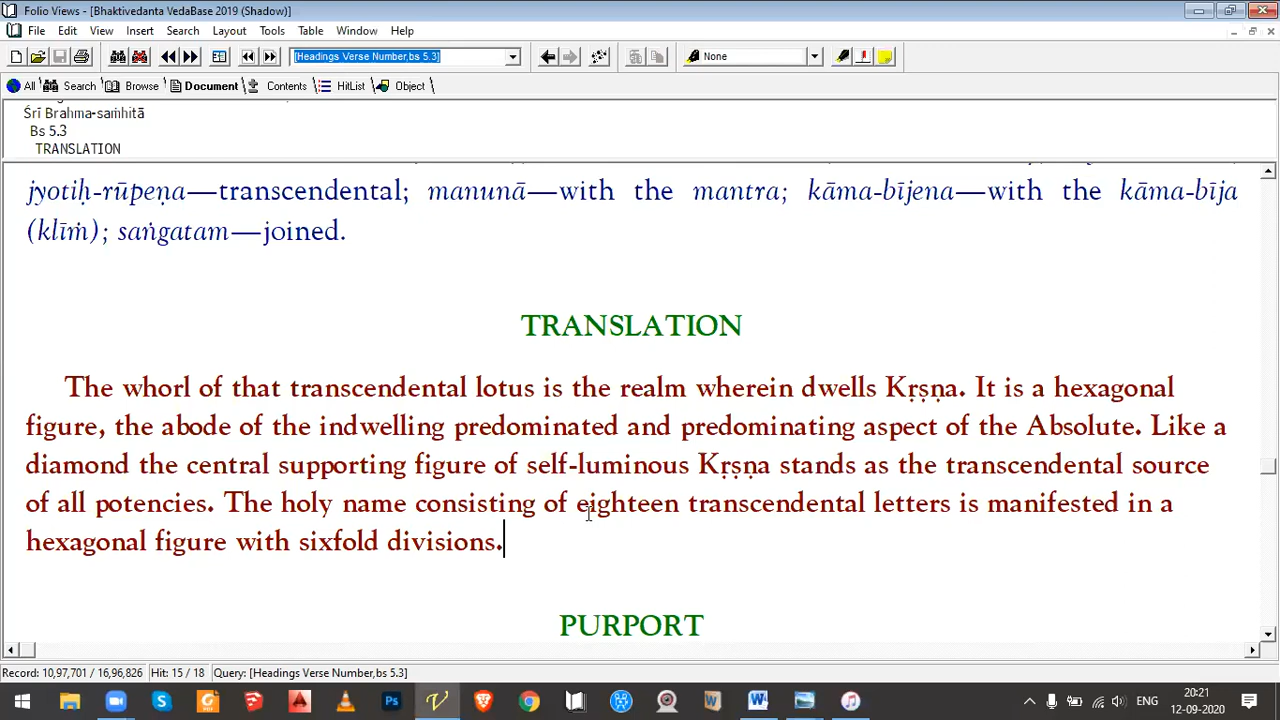 Folio Views - [Bhaktivedanta VedaBase 2019 (Shadow)]
File Edit View Insert Search Layout Tools Table Window Help
[Headings Verse Number,bs 5.3] None
All Search Browse Document Contents HitList Object
Śrī Brahma-saṁhitā
Bs 5.3
TRANSLATION
jyotiḥ-rūpeṇa—transcendental; manunā—with the mantra; kāma-bījena—with the kāma-bīja
(klīṁ); saṅgatam—joined.
TRANSLATION
The whorl of that transcendental lotus is the realm wherein dwells Kṛṣṇa. It is a hexagonal
figure, the abode of the indwelling predominated and predominating aspect of the Absolute. Like a
diamond the central supporting figure of self-luminous Kṛṣṇa stands as the transcendental source
of all potencies. The holy name consisting of eighteen transcendental letters is manifested in a
hexagonal figure with sixfold divisions.
PURPORT
Record: 10,97,701 / 16,96,826 Hit: 15 / 18 Query: [Headings Verse Number,bs 5.3]
ENG 20:21
12-09-2020